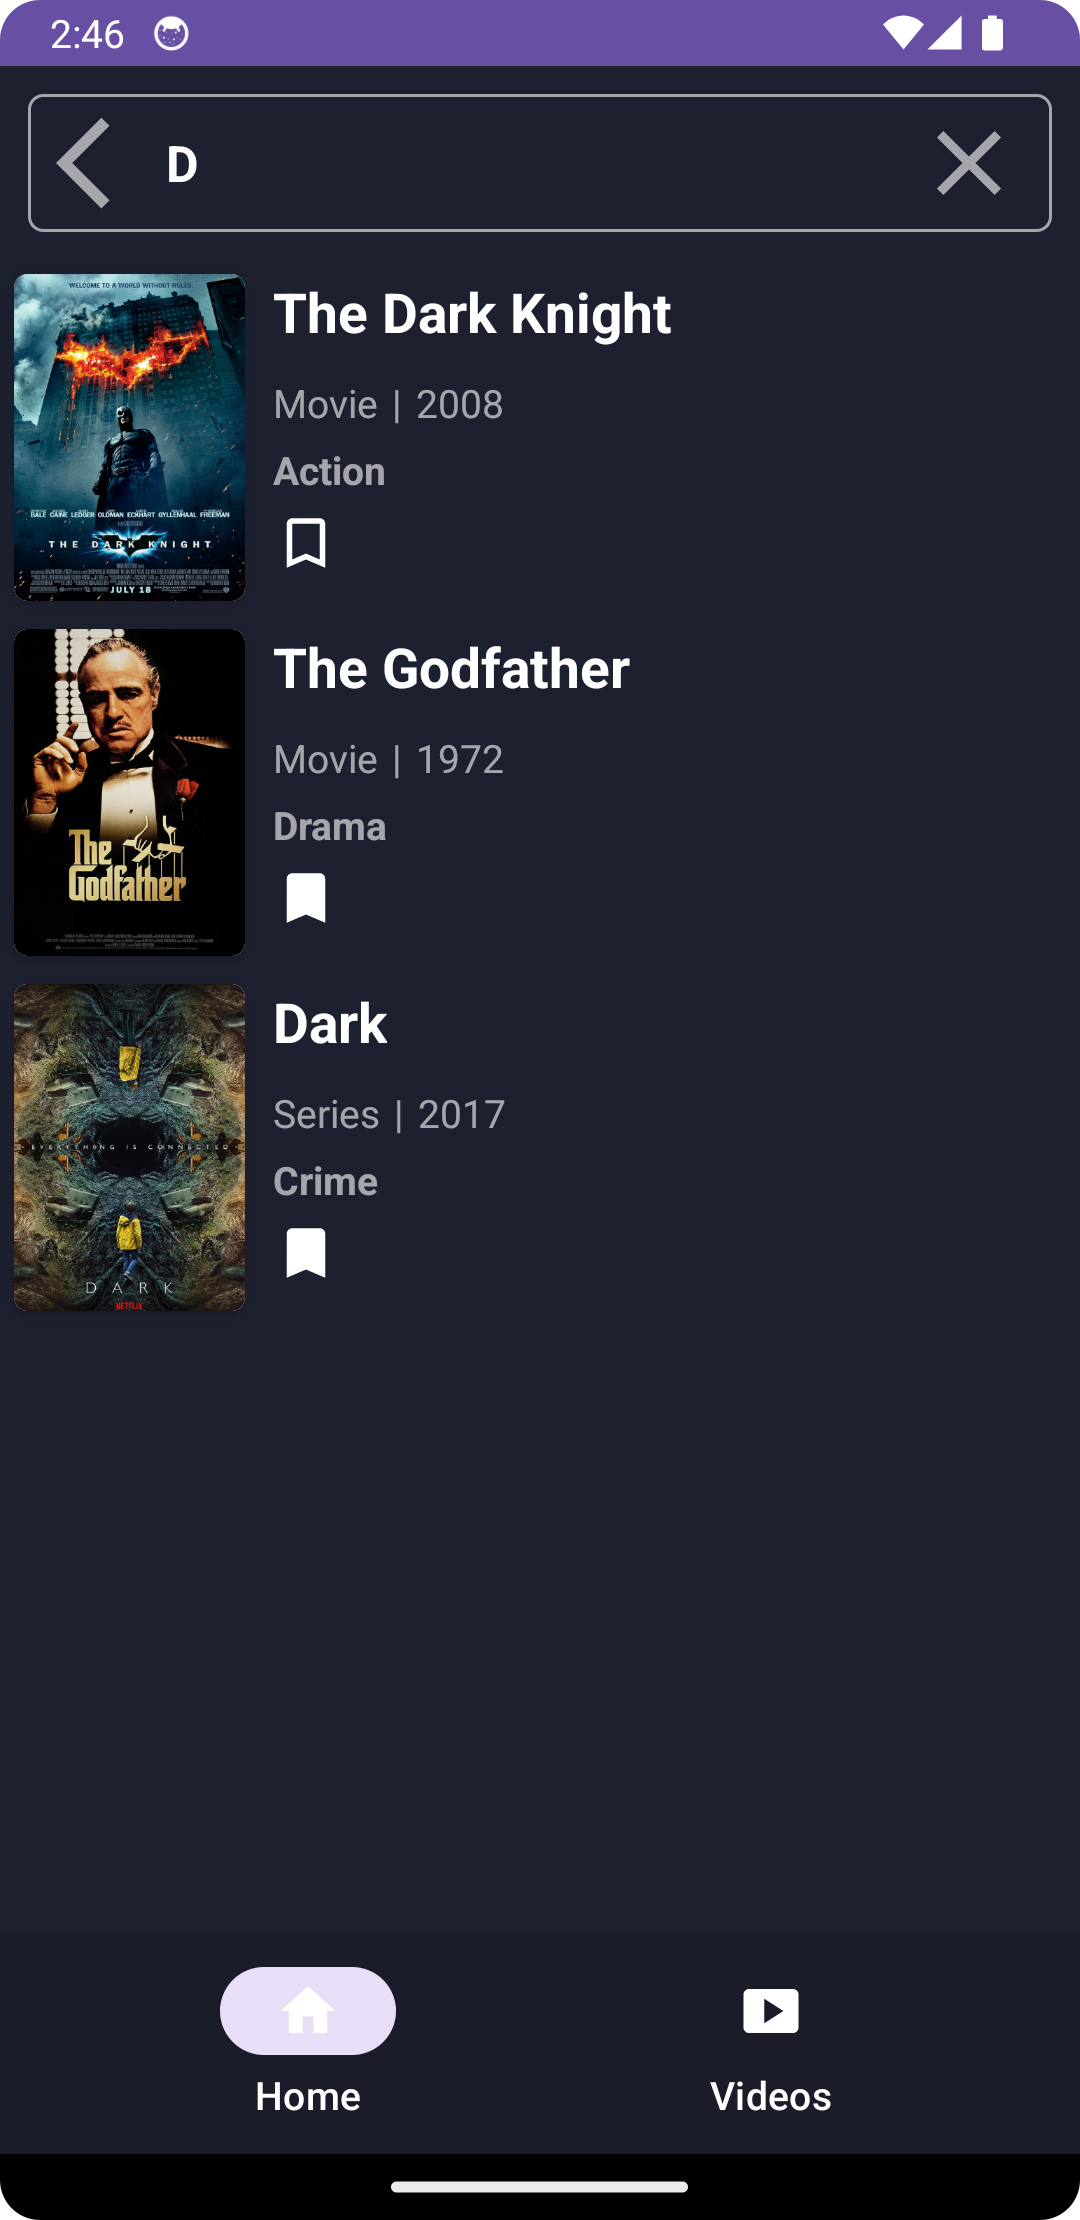 2:46
D
WELCOME TO A WORLD WITHOUT RULES.
BALE CAINE LEDGER OLDMAN ECKHART GYLLENHAAL FREEMAN
THE DARK KNIGHT
JULY 18
The Dark Knight
Movie | 2008
Action
The
Godfather
The Godfather
Movie | 1972
Drama
EVERYTHING IS CONNECTED
DARK
NETFLIX
Dark
Series | 2017
Crime
Home
Videos